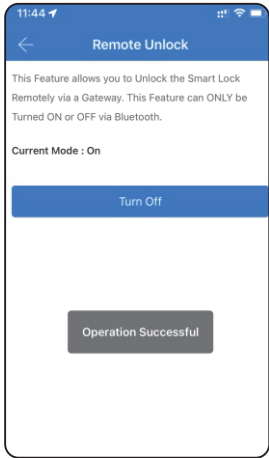 11:44
Remote Unlock
This Feature allows you to Unlock the Smart Lock
Remotely via a Gateway. This Feature can ONLY be
Turned ON or OFF via Bluetooth.
Current Mode : On
Turn Off
Operation Successful